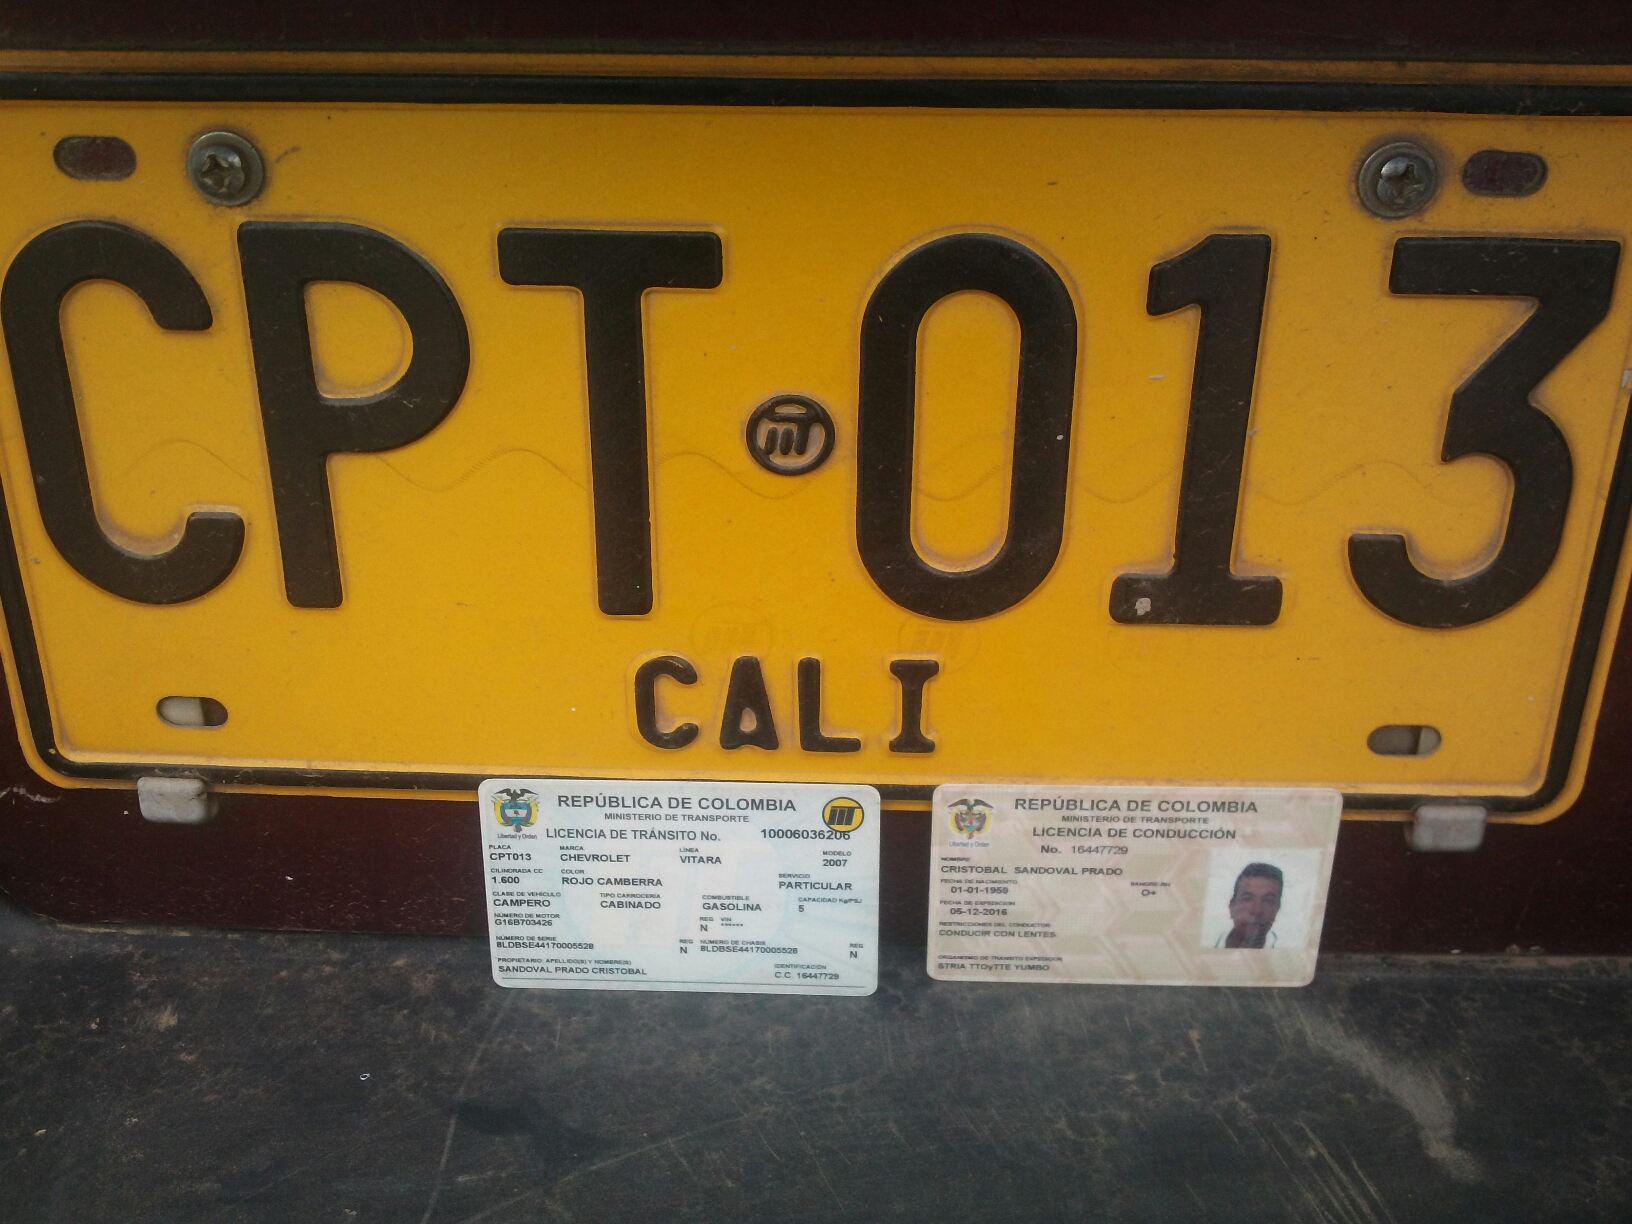 CPT 013
CALI
REPÚBLICA DE COLOMBIA
MINISTERIO DE TRANSPORTE
Libertad y Orden
LICENCIA DE TRÁNSITO No. 10006036206
PLACA MARCA LÍNEA MODELO
CPT013 CHEVROLET VITARA 2007
CILINDRADA CC COLOR SERVICIO
1.600 ROJO CAMBERRA PARTICULAR
CLASE DE VEHÍCULO TIPO CARROCERÍA COMBUSTIBLE CAPACIDAD Kg/PSJ
CAMPERO CABINADO GASOLINA 5
NÚMERO DE MOTOR REG VIN
G16B703426 N ******
NÚMERO DE SERIE REG NÚMERO DE CHASIS REG
8LDBSE44170005528 N 8LDBSE44170005528 N
PROPIETARIO: APELLIDO(S) Y NOMBRE(S) IDENTIFICACIÓN
SANDOVAL PRADO CRISTOBAL C.C. 16447729
REPÚBLICA DE COLOMBIA
MINISTERIO DE TRANSPORTE
LICENCIA DE CONDUCCIÓN
Libertad y Orden
No. 16447729
NOMBRE
CRISTOBAL SANDOVAL PRADO
FECHA DE NACIMIENTO SANGRE-RH
01-01-1959 O+
FECHA DE EXPEDICIÓN
05-12-2016
RESTRICCIONES DEL CONDUCTOR
CONDUCIR CON LENTES
ORGANISMO DE TRÁNSITO EXPEDIDOR
STRIA TTOyTTE YUMBO